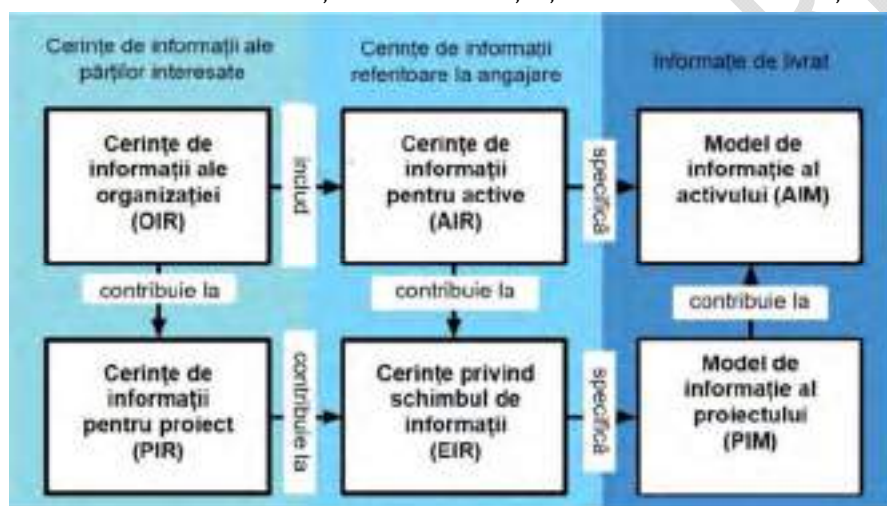 Cerințe de informații ale
părților interesate
Cerințe de informații
referitoare la angajare
Informație de livrat
Cerințe de
informații ale
organizației
(OIR)
includ
Cerințe de
informații
pentru active
(AIR)
specifică
Model de
informație al
activului (AIM)
contribuie la
contribuie la
contribuie la
Cerințe de
informații
pentru proiect
(PIR)
contribuie la
Cerințe privind
schimbul de
informații
(EIR)
specifică
Model de
informație al
proiectului
(PIM)